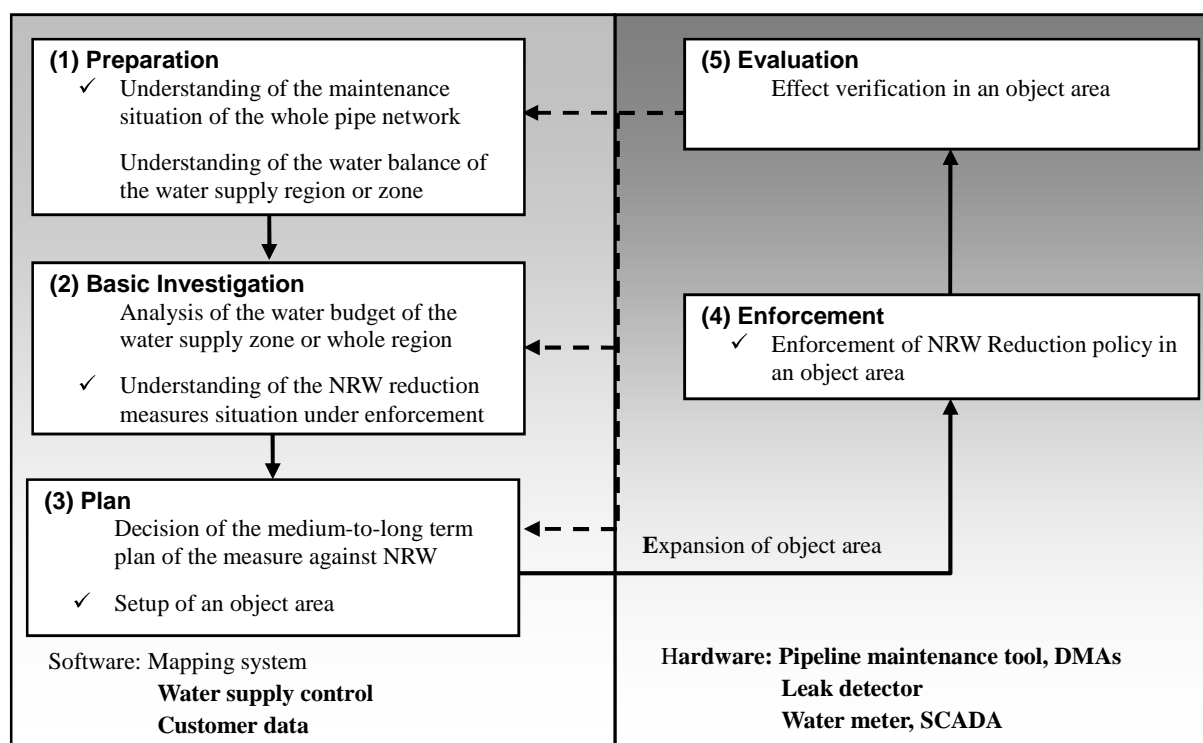 (1) Preparation
✓ Understanding of the maintenance
situation of the whole pipe network
Understanding of the water balance of
the water supply region or zone
(2) Basic Investigation
Analysis of the water budget of the
water supply zone or whole region
✓ Understanding of the NRW reduction
measures situation under enforcement
(3) Plan
Decision of the medium-to-long term
plan of the measure against NRW
✓ Setup of an object area
Software: Mapping system
Water supply control
Customer data
(5) Evaluation
Effect verification in an object area
(4) Enforcement
✓ Enforcement of NRW Reduction policy in
an object area
Expansion of object area
Hardware: Pipeline maintenance tool, DMAs
Leak detector
Water meter, SCADA